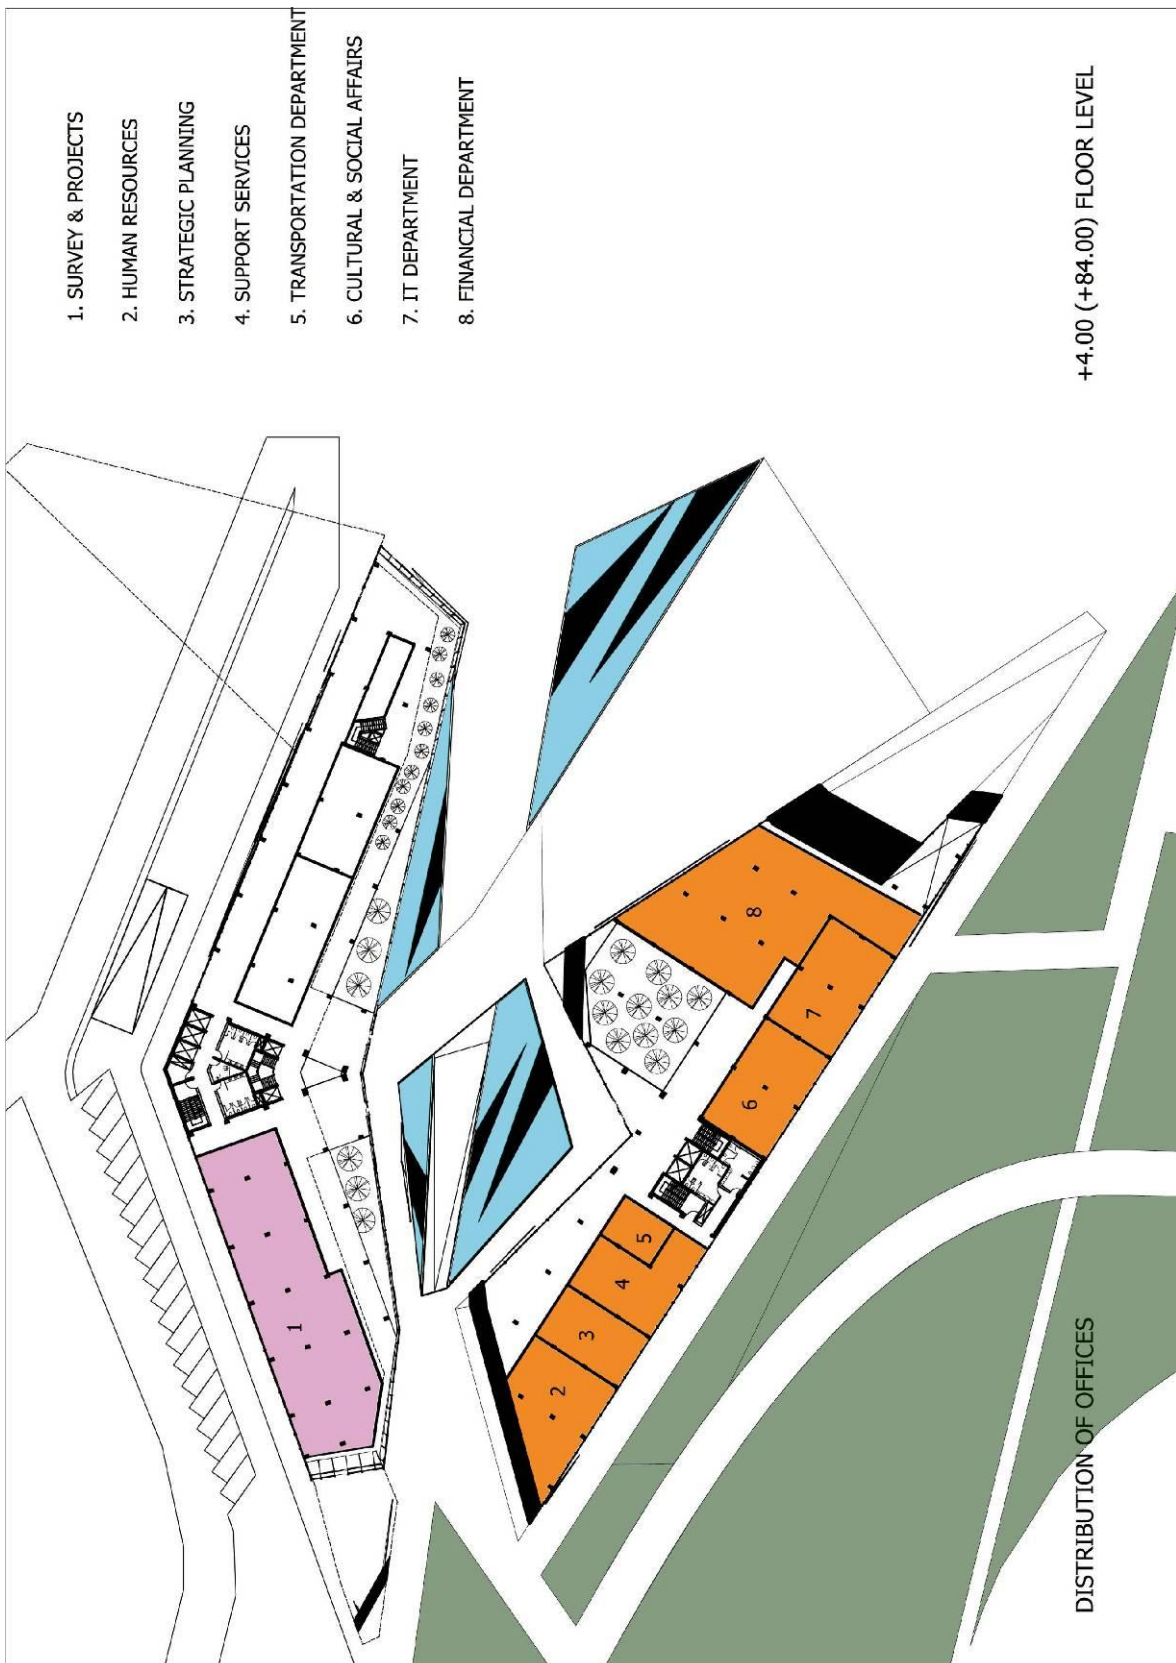 1. SURVEY & PROJECTS
2. HUMAN RESOURCES
3. STRATEGIC PLANNING
4. SUPPORT SERVICES
5. TRANSPORTATION DEPARTMENT
6. CULTURAL & SOCIAL AFFAIRS
7. IT DEPARTMENT
8. FINANCIAL DEPARTMENT
1
2
3
4
5
6
7
8
DISTRIBUTION OF OFFICES
+4.00 (+84.00) FLOOR LEVEL